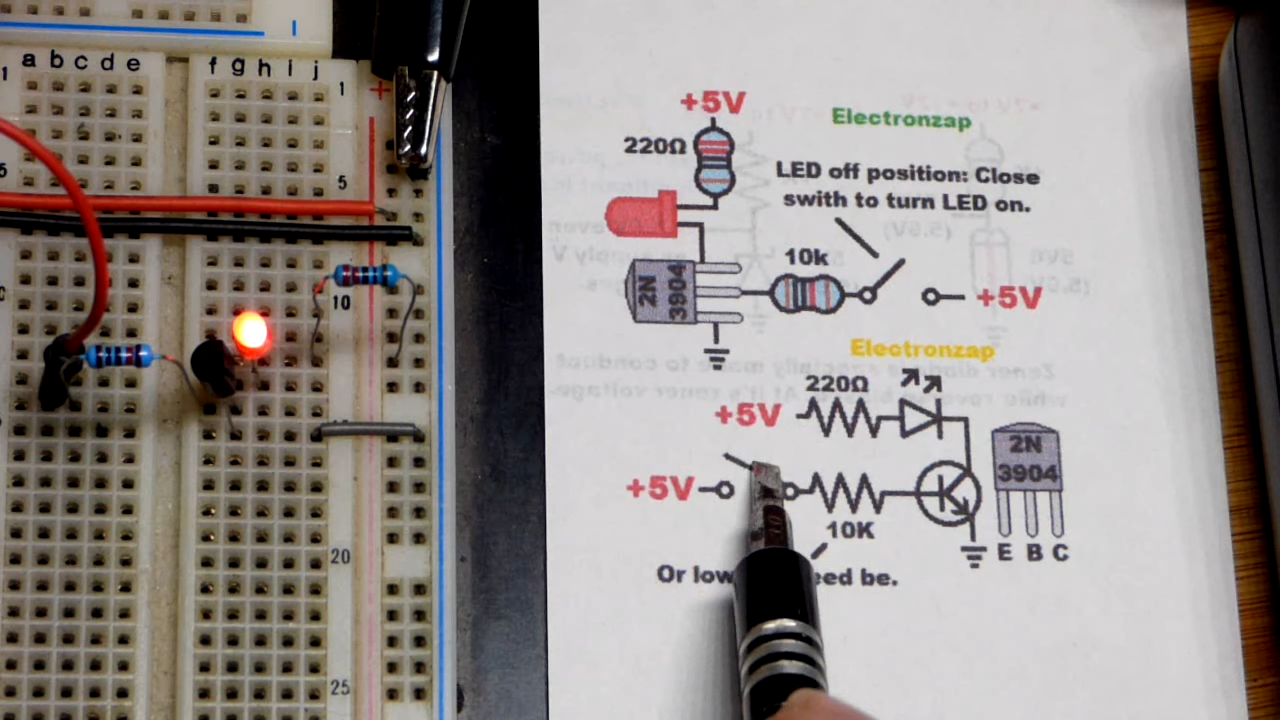 a b c d e
f g h i j
1
1
+
5
5
10
20
25
+5V
220Ω
Electronzap
LED off position: Close
swith to turn LED on.
10k
2N
3904
+5V
Electronzap
220Ω
+5V
2N
3904
+5V
10K
E B C
Or low eed be.